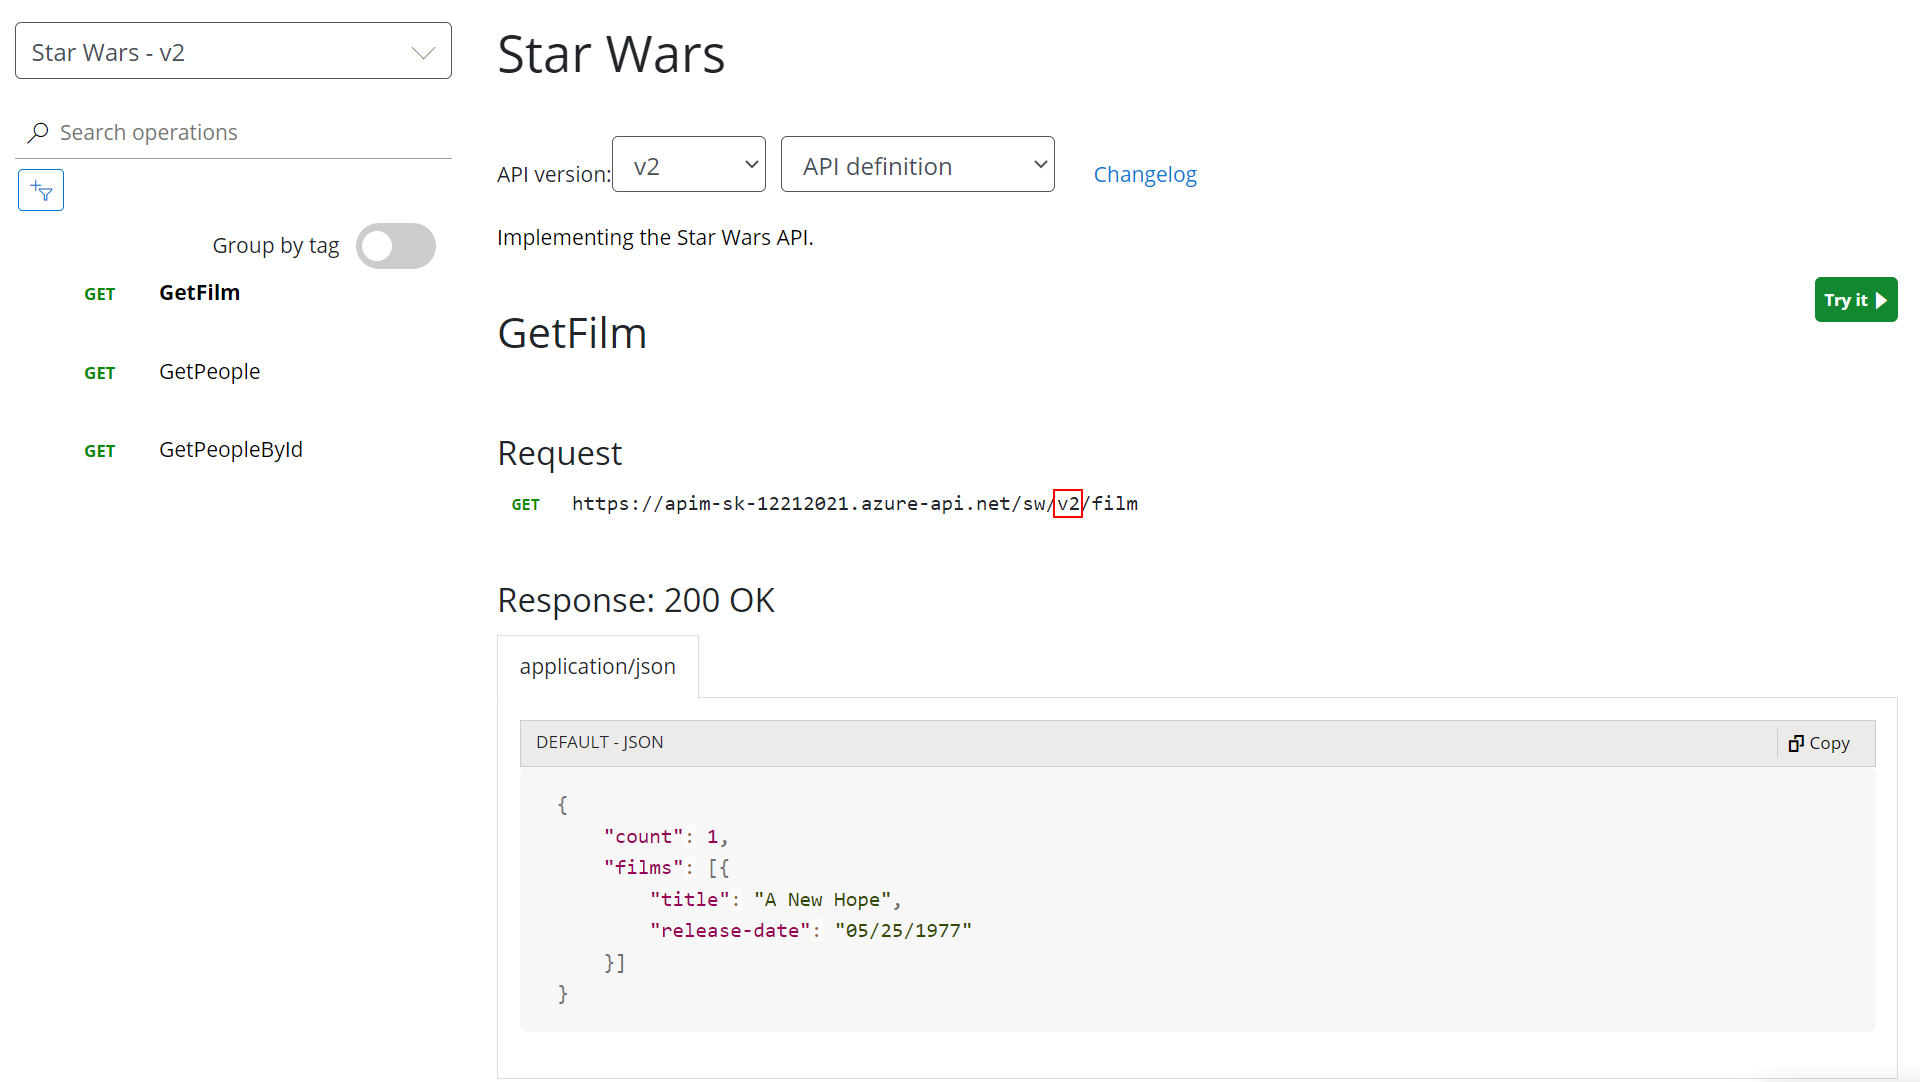 Star Wars - v2
Search operations
Group by tag
GET GetFilm
GET GetPeople
GET GetPeopleById
Star Wars
API version: v2 API definition Changelog
Implementing the Star Wars API.
Try it
GetFilm
Request
GET https://apim-sk-12212021.azure-api.net/sw/v2/film
Response: 200 OK
application/json
DEFAULT - JSON Copy
{
    "count": 1,
    "films": [{
        "title": "A New Hope",
        "release-date": "05/25/1977"
    }]
}